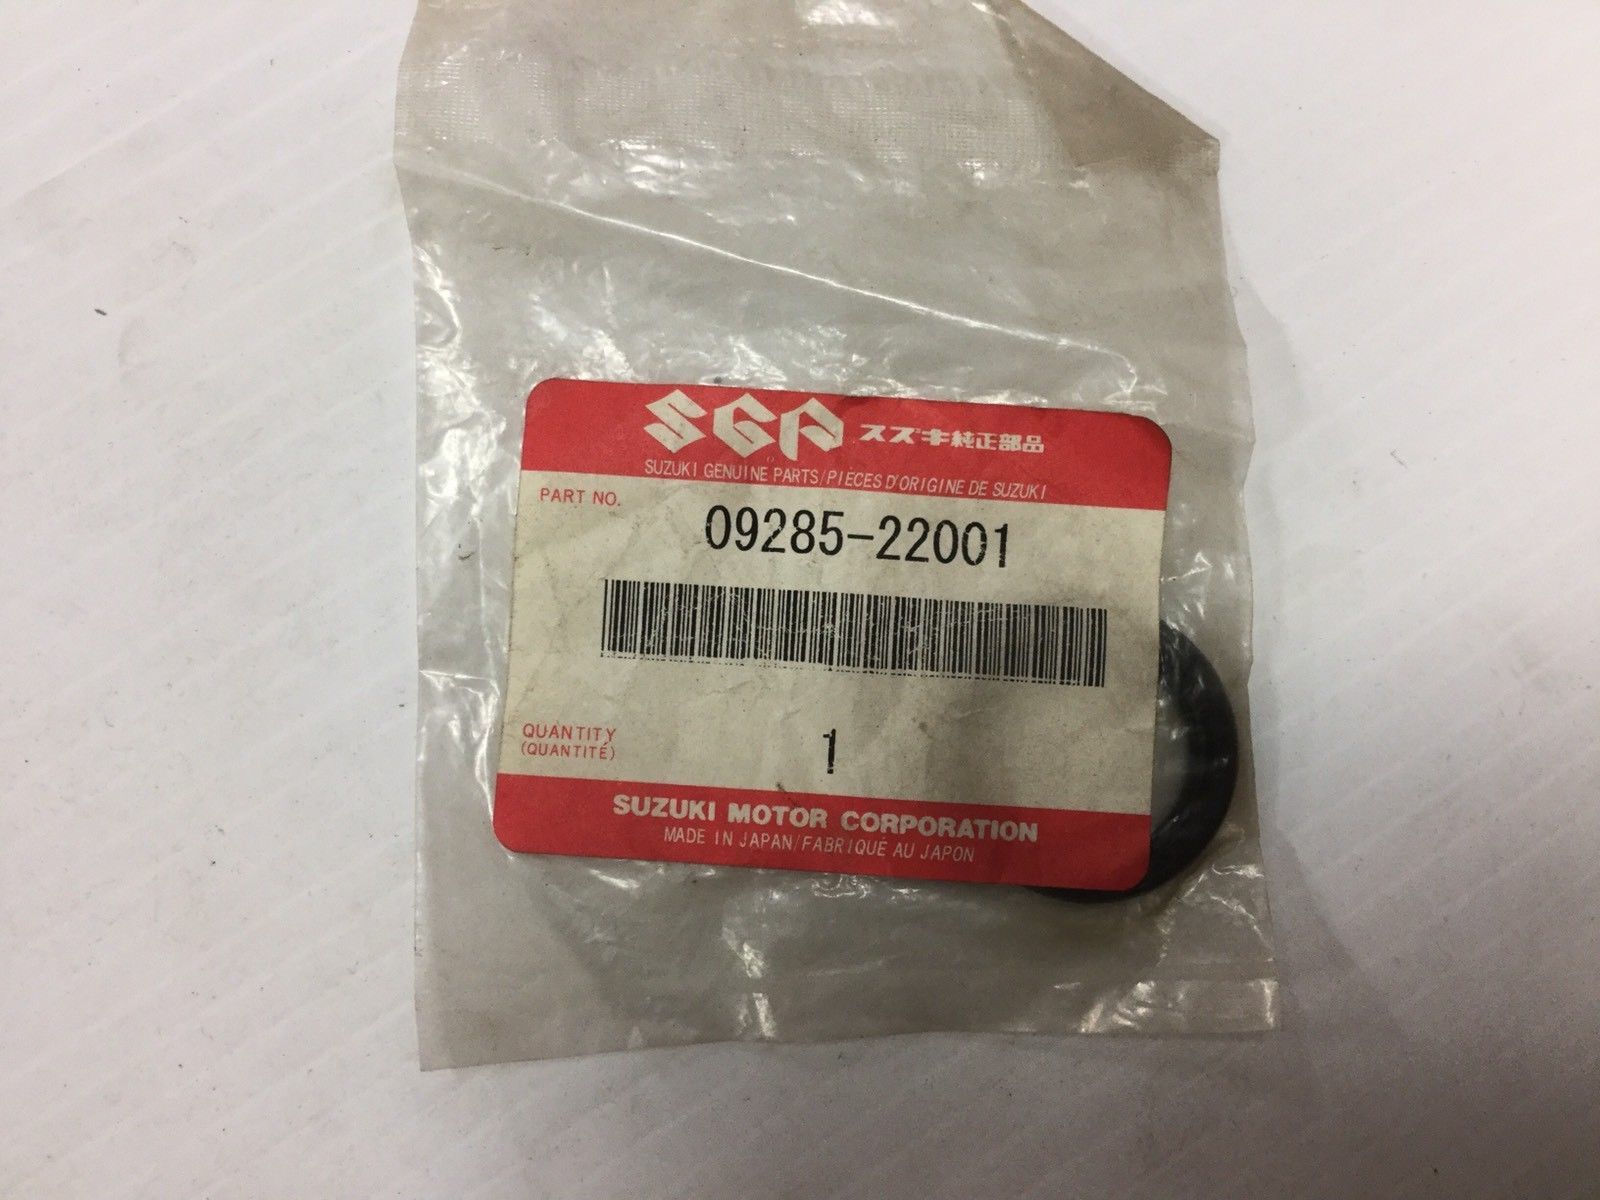 SGP スズキ純正部品
SUZUKI GENUINE PARTS/PIECES D'ORIGINE DE SUZUKI
PART NO. 09285-22001
QUANTITY
(QUANTITÉ) 1
SUZUKI MOTOR CORPORATION
MADE IN JAPAN/FABRIQUE AU JAPON